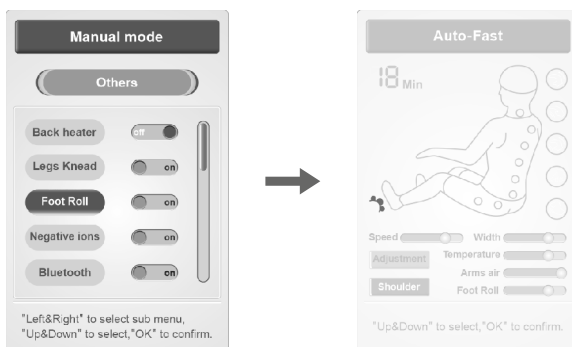 Manual mode
Others
Back heater off
Legs Knead on
Foot Roll on
Negative ions on
Bluetooth on
"Left&Right" to select sub menu,
"Up&Down" to select,"OK" to confirm.
Auto-Fast
18 Min
Speed Width
Adjustment Temperature
Arms air
Shoulder Foot Roll
"Up&Down" to select,"OK" to confirm.